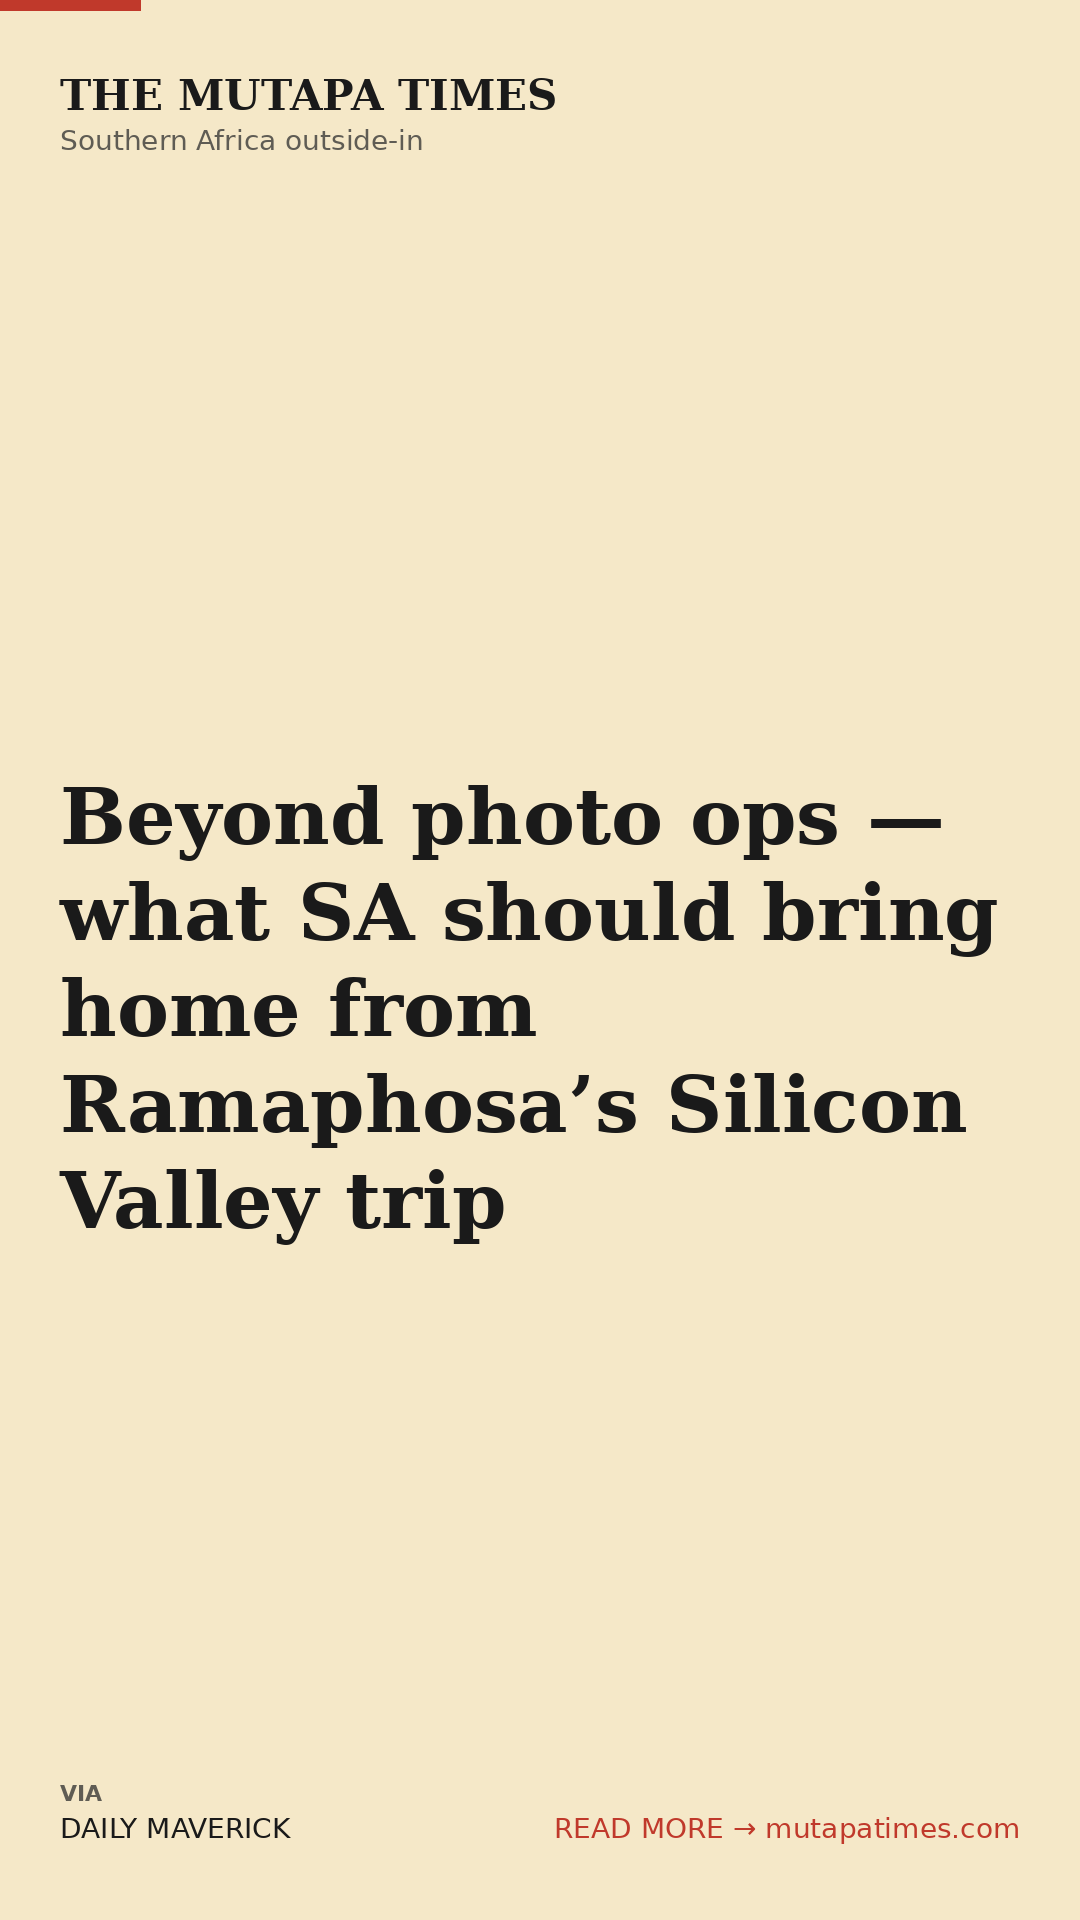 THE MUTAPA TIMES
Southern Africa outside-in
Beyond photo ops —
what SA should bring
home from
Ramaphosa’s Silicon
Valley trip
VIA
DAILY MAVERICK
READ MORE → mutapatimes.com